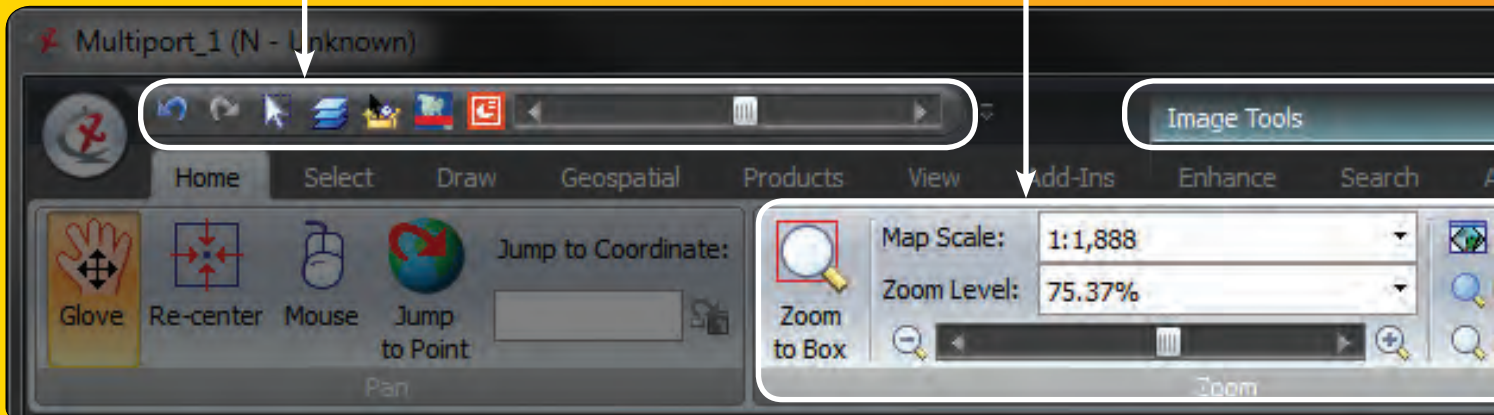 Multiport_1 (N - Unknown)
Image Tools
Home Select Draw Geospatial Products View Add-Ins Enhance Search A
Glove
Re-center
Mouse
Jump
to Point
Jump to Coordinate:
Pan
Zoom
to Box
Map Scale: 1:1,888
Zoom Level: 75.37%
Zoom